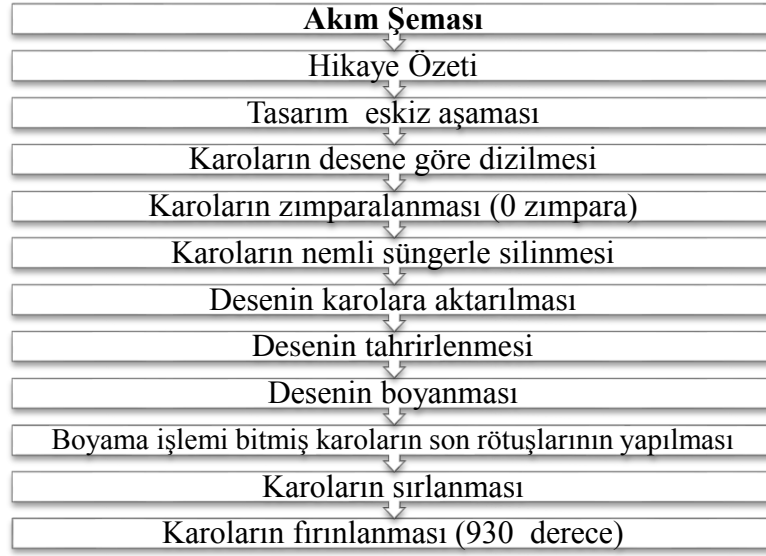 Akım Şeması
Hikaye Özeti
Tasarım eskiz aşaması
Karoların desene göre dizilmesi
Karoların zımparalanması (0 zımpara)
Karoların nemli süngerle silinmesi
Desenin karolara aktarılması
Desenin tahrirlenmesi
Desenin boyanması
Boyama işlemi bitmiş karoların son rötuşlarının yapılması
Karoların sırlanması
Karoların fırınlanması (930 derece)